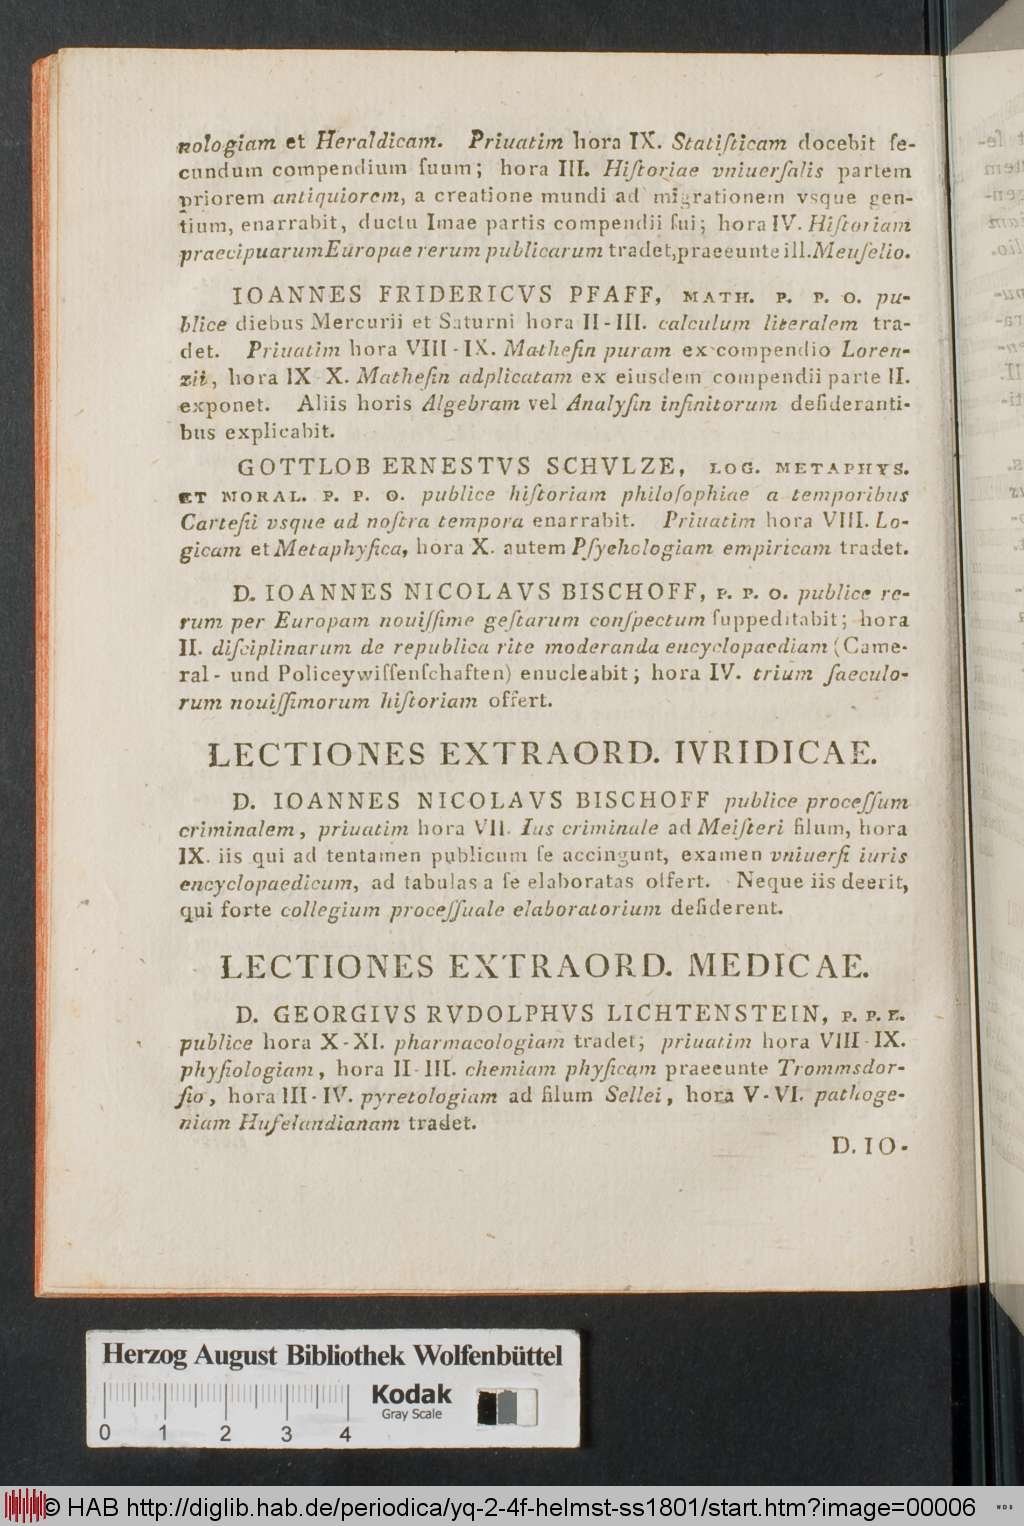 nologiam et Heraldicam. Priuatim hora IX. Statiſticam docebit ſe-
cundum compendium ſuum; hora III. Hiſtoriae vniuerſalis partem
priorem antiquiorem, a creatione mundi ad migrationem vsque gen-
tium, enarrabit, ductu Imae partis compendii ſui; hora IV. Hiſtoriam
praecipuarum Europae rerum publicarum tradet, praeeunte ill. Meuſelio.
IOANNES FRIDERICVS PFAFF, MATH. P. P. O. pu-
blice diebus Mercurii et Saturni hora II-III. calculum literalem tra-
det. Priuatim hora VIII-IX. Matheſin puram ex compendio Loren-
zii, hora IX-X. Matheſin adplicatam ex eiusdem compendii parte II.
exponet. Aliis horis Algebram vel Analyſin infinitorum deſideranti-
bus explicabit.
GOTTLOB ERNESTVS SCHVLZE, LOG. METAPHYS.
ET MORAL. P. P. O. publice hiſtoriam philoſophiae a temporibus
Carteſii vsque ad noſtra tempora enarrabit. Priuatim hora VIII. Lo-
gicam et Metaphyſica, hora X. autem Pſychologiam empiricam tradet.
D. IOANNES NICOLAVS BISCHOFF, P. P. O. publice re-
rum per Europam nouiſſime geſtarum conſpectum ſuppeditabit; hora
II. diſciplinarum de republica rite moderanda encyclopaediam (Came-
ral- und Policeywiſſenſchaften) enucleabit; hora IV. trium ſaeculo-
rum nouiſſimorum hiſtoriam offert.
LECTIONES EXTRAORD. IVRIDICAE.
D. IOANNES NICOLAVS BISCHOFF publice proceſſum
criminalem, priuatim hora VII. Ius criminale ad Meiſteri filum, hora
IX. iis qui ad tentamen publicum ſe accingunt, examen vniuerſi iuris
encyclopaedicum, ad tabulas a ſe elaboratas offert. Neque iis deerit,
qui forte collegium proceſſuale elaboratorium deſiderent.
LECTIONES EXTRAORD. MEDICAE.
D. GEORGIVS RVDOLPHVS LICHTENSTEIN, P. P. E.
publice hora X-XI. pharmacologiam tradet; priuatim hora VIII-IX.
phyſiologiam, hora II-III. chemiam phyſicam praeeunte Trommsdor-
fio, hora III-IV. pyretologiam ad filum Sellei, hora V-VI. pathoge-
niam Hufelandianam tradet.
D. IO-
Herzog August Bibliothek Wolfenbüttel
Kodak
Gray Scale
0 1 2 3 4
© HAB http://diglib.hab.de/periodica/yq-2-4f-helmst-ss1801/start.htm?image=00006